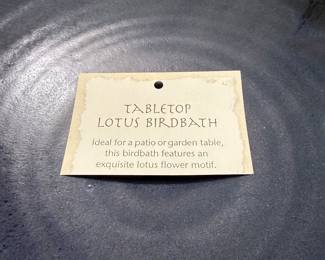 TABLETOP
LOTUS BIRDBATH
Ideal for a patio or garden table,
this birdbath features an
exquisite lotus flower motif.